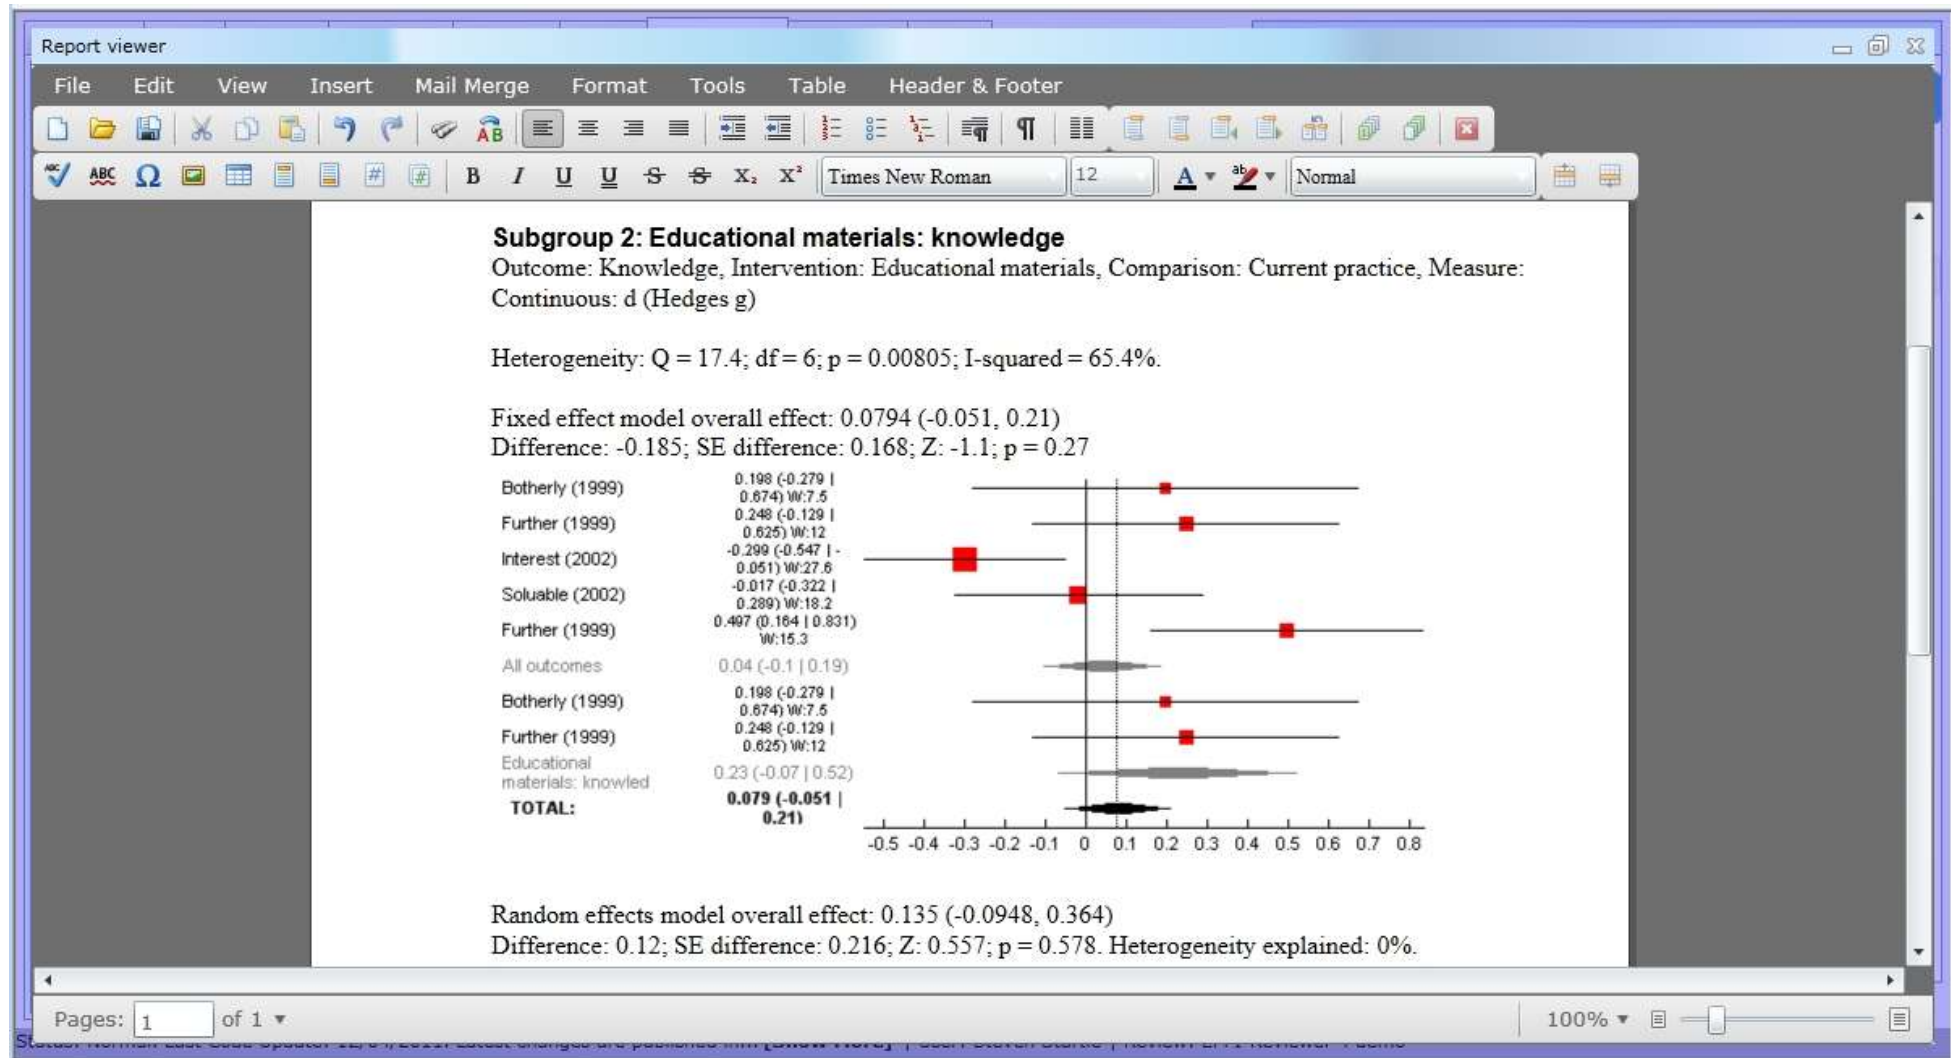 Report viewer
File Edit View Insert Mail Merge Format Tools Table Header & Footer
Times New Roman 12 Normal
Subgroup 2: Educational materials: knowledge
Outcome: Knowledge, Intervention: Educational materials, Comparison: Current practice, Measure:
Continuous: d (Hedges g)
Heterogeneity: Q = 17.4; df = 6; p = 0.00805; I-squared = 65.4%.
Fixed effect model overall effect: 0.0794 (-0.051, 0.21)
Difference: -0.185; SE difference: 0.168; Z: -1.1; p = 0.27
Botherly (1999) 0.198 (-0.279 |
0.674) W:7.5
Further (1999) 0.248 (-0.129 |
0.625) W:12
Interest (2002) -0.299 (-0.547 | -
0.051) W:27.6
Soluable (2002) -0.017 (-0.322 |
0.289) W:18.2
Further (1999) 0.497 (0.164 | 0.831)
W:15.3
All outcomes 0.04 (-0.1 | 0.19)
Botherly (1999) 0.198 (-0.279 |
0.674) W:7.5
Further (1999) 0.248 (-0.129 |
0.625) W:12
Educational
materials: knowled 0.23 (-0.07 | 0.52)
TOTAL: 0.079 (-0.051 |
0.21)
-0.5 -0.4 -0.3 -0.2 -0.1 0 0.1 0.2 0.3 0.4 0.5 0.6 0.7 0.8
Random effects model overall effect: 0.135 (-0.0948, 0.364)
Difference: 0.12; SE difference: 0.216; Z: 0.557; p = 0.578. Heterogeneity explained: 0%.
Pages: 1 of 1 100%